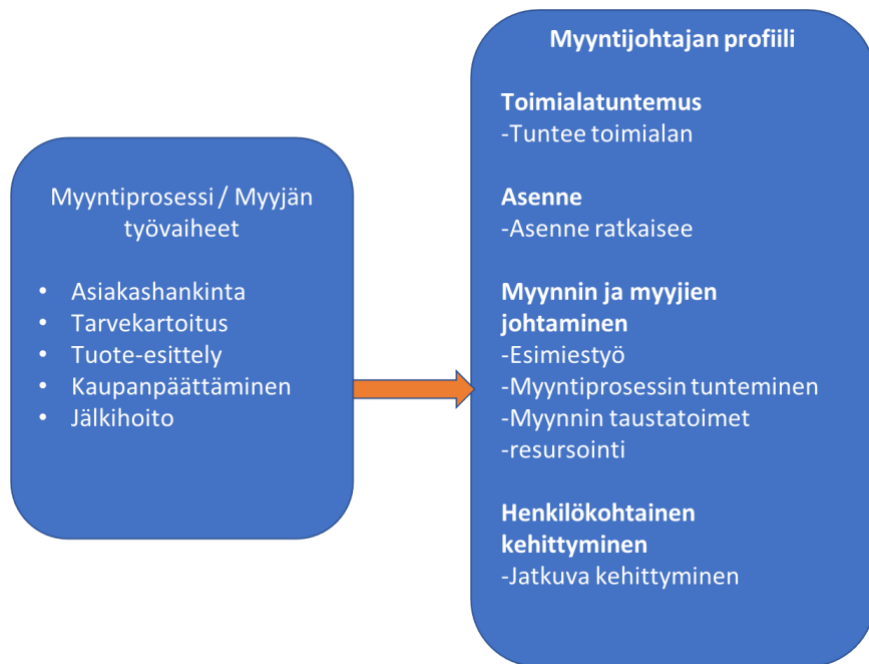 Myyntiprosessi / Myyjän
työvaiheet
• Asiakashankinta
• Tarvekartoitus
• Tuote-esittely
• Kaupanpäättäminen
• Jälkihoito
Myyntijohtajan profiili
Toimialatuntemus
-Tuntee toimialan
Asenne
-Asenne ratkaisee
Myynnin ja myyjien
johtaminen
-Esimiestyö
-Myyntiprosessin tunteminen
-Myynnin taustatoimet
-resursointi
Henkilökohtainen
kehittyminen
-Jatkuva kehittyminen